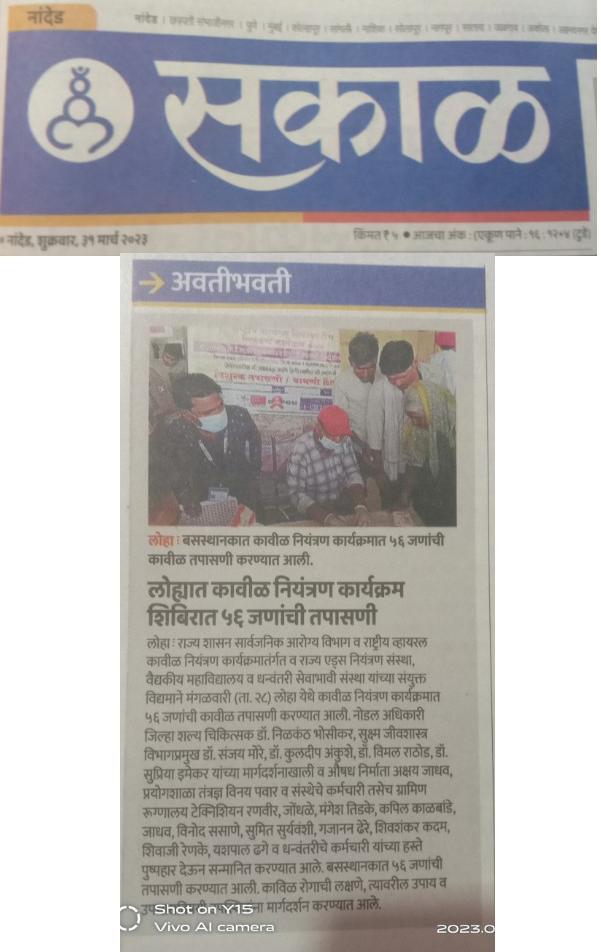 नांदेड
नांदेड । छत्रपती संभाजीनगर । पुणे । मुंबई । कोल्हापूर । सांगली । नाशिक । सोलापूर । नागपूर । सातारा । जळगाव । अकोला । अहमदनगर
सकाळ
नांदेड, शुक्रवार, ३१ मार्च २०२३
किंमत ₹ ५ ● आजचा अंक : (एकूण पाने : १६ : १२+४ टुडे)
अवतीभवती
निशुल्क तपासणी
लोहा : बसस्थानकात कावीळ नियंत्रण कार्यक्रमात ५६ जणांची
कावीळ तपासणी करण्यात आली.
लोह्यात कावीळ नियंत्रण कार्यक्रम
शिबिरात ५६ जणांची तपासणी
लोहा : राज्य शासन सार्वजनिक आरोग्य विभाग व राष्ट्रीय व्हायरल
कावीळ नियंत्रण कार्यक्रमातंर्गत व राज्य एड्स नियंत्रण संस्था,
वैद्यकीय महाविद्यालय व धन्वंतरी सेवाभावी संस्था यांच्या संयुक्त
विद्यमाने मंगळवारी (ता. २८) लोहा येथे कावीळ नियंत्रण कार्यक्रमात
५६ जणांची कावीळ तपासणी करण्यात आली. नोडल अधिकारी
जिल्हा शल्य चिकित्सक डॉ. निळकंठ भोसीकर, सुक्ष्म जीवशास्त्र
विभागप्रमुख डॉ. संजय मोरे, डॉ. कुलदीप अंकुशे, डॉ. विमल राठोड, डॉ.
सुप्रिया इमेकर यांच्या मार्गदर्शनाखाली व औषध निर्माता अक्षय जाधव,
प्रयोगशाळा तंत्रज्ञ विनय पवार व संस्थेचे कर्मचारी तसेच ग्रामिण
रूग्णालय टेक्निशियन रणवीर, जोंधळे, मंगेश तिडके, कपिल काळबांडे,
जाधव, विनोद ससाणे, सुमित सुर्यवंशी, गजानन ढेरे, शिवशंकर कदम,
शिवाजी रेणके, यशपाल ढगे व धन्वंतरीचे कर्मचारी यांच्या हस्ते
पुष्पहार देऊन सन्मानित करण्यात आले. बसस्थानकात ५६ जणांची
तपासणी करण्यात आली. काविळ रोगाची लक्षणे, त्यावरील उपाय व
मार्गदर्शन करण्यात आले.
Shot on Y15
Vivo AI camera
2023.0